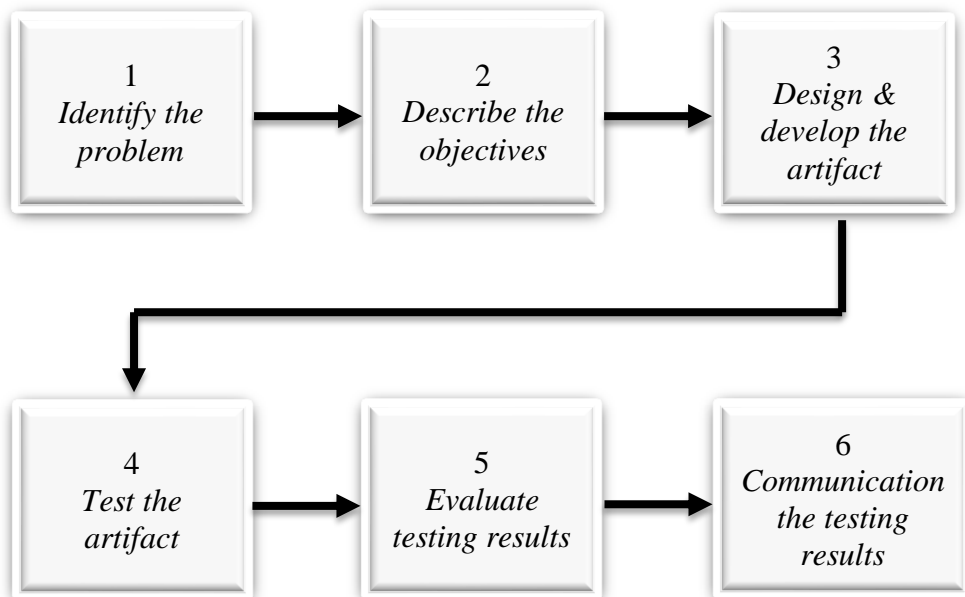 1
Identify the
problem
2
Describe the
objectives
3
Design &
develop the
artifact
4
Test the
artifact
5
Evaluate
testing results
6
Communication
the testing
results